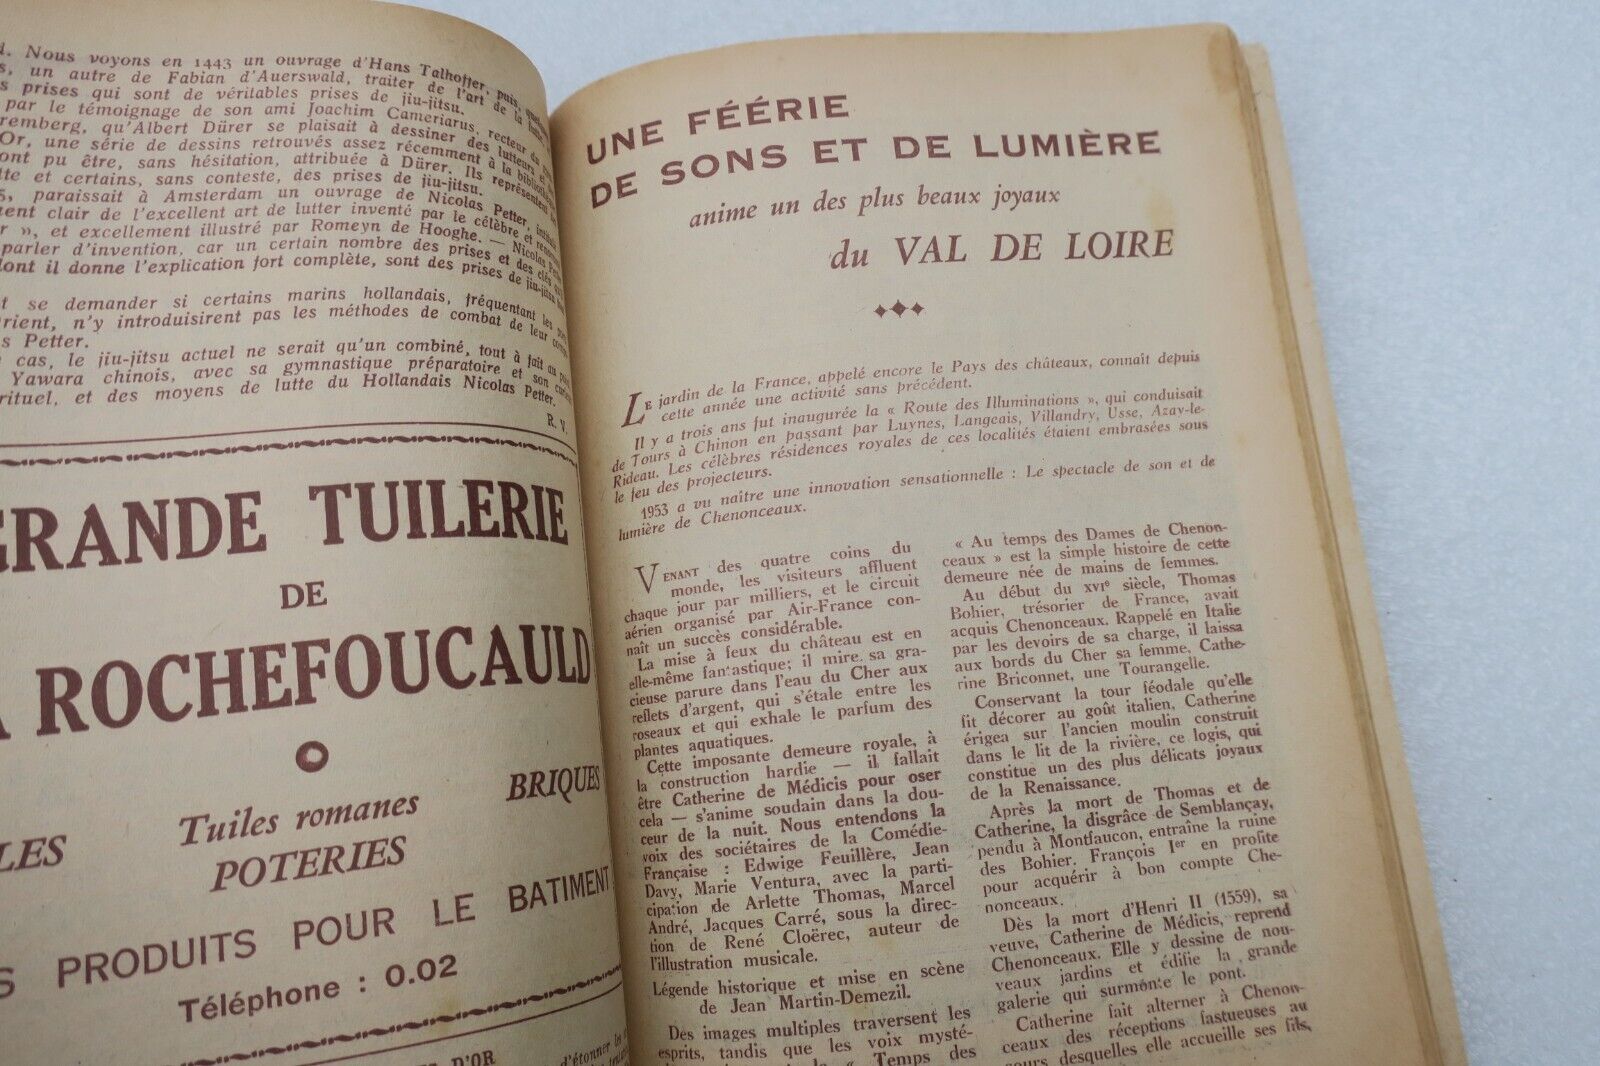 d. Nous voyons en 1443 un ouvrage d'Hans Talhoffer, puis,
s, un autre de Fabian d'Auerswald, traiter de l'art de la lutte
s prises qui sont de véritables prises de jiu-jitsu.
par le témoignage de son ami Joachim Camerarius, recteur du
remberg, qu'Albert Dürer se plaisait à dessiner des lutteurs
Or, une série de dessins retrouvés assez récemment à la
ont pu être, sans hésitation, attribuée à Dürer. Ils représentent
tte et certains, sans conteste, des prises de jiu-jitsu.
5, paraissait à Amsterdam un ouvrage de Nicolas Petter,
tent clair de l'excellent art de lutter inventé par le célèbre et
r », et excellement illustré par Romeyn de Hooghe. — Nicolas
parler d'invention, car un certain nombre des prises et des clés
dont il donne l'explication fort complète, sont des prises de jiu-jitsu
t se demander si certains marins hollandais, fréquentant les
rient, n'y introduisirent pas les méthodes de combat de leur
s Petter.
cas, le jiu-jitsu actuel ne serait qu'un combiné, tout à fait au
Yawara chinois, avec sa gymnastique préparatoire et son
rituel, et des moyens de lutte du Hollandais Nicolas Petter.
R. V.
GRANDE TUILERIE
DE
A ROCHEFOUCAULD
LES Tuiles romanes BRIQUES
POTERIES
S PRODUITS POUR LE BATIMENT
Téléphone : 0.02
D'OR
d'étonner les
UNE FÉÉRIE
DE SONS ET DE LUMIÈRE
anime un des plus beaux joyaux
du VAL DE LOIRE
LE jardin de la France, appelé encore le Pays des châteaux, connaît depuis
cette année une activité sans précédent.
Il y a trois ans fut inaugurée la « Route des Illuminations », qui conduisait
de Tours à Chinon en passant par Luynes, Langeais, Villandry, Usse, Azay-le-
Rideau. Les célèbres résidences royales de ces localités étaient embrasées sous
le feu des projecteurs.
1953 a vu naître une innovation sensationnelle : Le spectacle de son et de
lumière de Chenonceaux.
VENANT des quatre coins du
monde, les visiteurs affluent
chaque jour par milliers, et le circuit
aérien organisé par Air-France con-
naît un succès considérable.
La mise à feux du château est en
elle-même fantastique; il mire sa gra-
cieuse parure dans l'eau du Cher aux
reflets d'argent, qui s'étale entre les
roseaux et qui exhale le parfum des
plantes aquatiques.
Cette imposante demeure royale, à
la construction hardie — il fallait
être Catherine de Médicis pour oser
cela — s'anime soudain dans la dou-
ceur de la nuit. Nous entendons la
voix des sociétaires de la Comédie-
Française : Edwige Feuillère, Jean
Davy, Marie Ventura, avec la parti-
cipation de Arlette Thomas, Marcel
André, Jacques Carré, sous la direc-
tion de René Cloërec, auteur de
l'illustration musicale.
Légende historique et mise en scène
de Jean Martin-Demezil.
Des images multiples traversent les
esprits, tandis que les voix mysté-
« Temps des
« Au temps des Dames de Chenon-
ceaux » est la simple histoire de cette
demeure née de mains de femmes.
Au début du XVIe siècle, Thomas
Bohier, trésorier de France, avait
acquis Chenonceaux. Rappelé en Italie
par les devoirs de sa charge, il laissa
aux bords du Cher sa femme, Cathe-
rine Briconnet, une Tourangelle.
Conservant la tour féodale qu'elle
fit décorer au goût italien, Catherine
érigea sur l'ancien moulin construit
dans le lit de la rivière, ce logis, qui
constitue un des plus délicats joyaux
de la Renaissance.
Après la mort de Thomas et de
Catherine, la disgrâce de Semblançay,
pendu à Montfaucon, entraîne la ruine
des Bohier. François Ier en profite
pour acquérir à bon compte Che-
nonceaux.
Dès la mort d'Henri II (1559), sa
veuve, Catherine de Médicis, reprend
Chenonceaux. Elle y dessine de nou-
veaux jardins et édifie la grande
galerie qui surmonte le pont.
Catherine fait alterner à Chenon-
ceaux des réceptions fastueuses au
cours desquelles elle accueille ses fils,